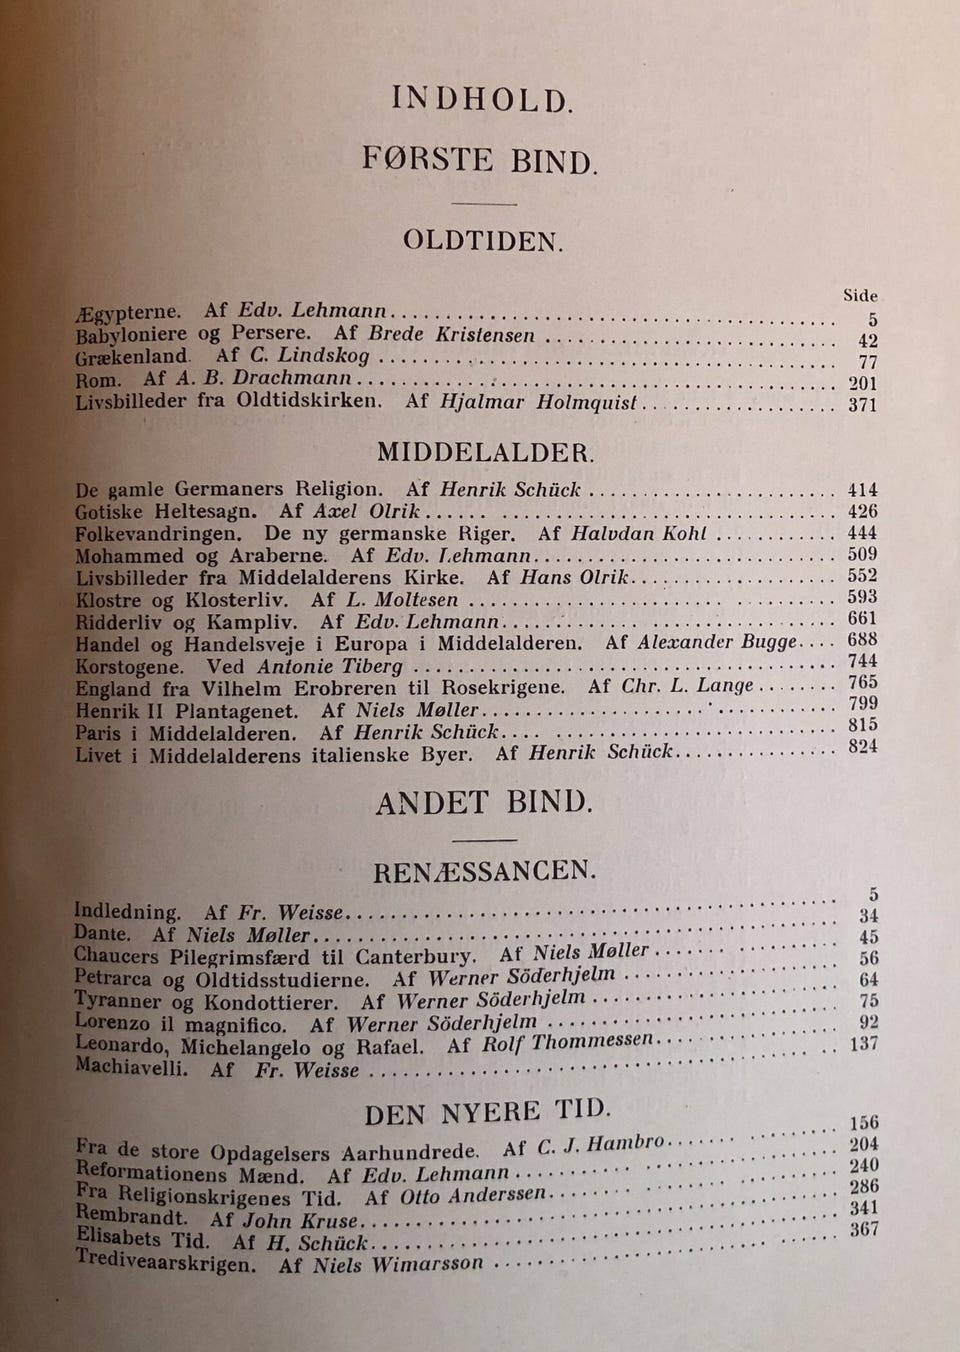 INDHOLD.
FØRSTE BIND.
OLDTIDEN.
Side
Ægypterne. Af Edv. Lehmann 5
Babyloniere og Persere. Af Brede Kristensen 42
Grækenland. Af C. Lindskog 77
Rom. Af A. B. Drachmann 201
Livsbilleder fra Oldtidskirken. Af Hjalmar Holmquist 371
MIDDELALDER.
De gamle Germaners Religion. Af Henrik Schück 414
Gotiske Heltesagn. Af Axel Olrik 426
Folkevandringen. De ny germanske Riger. Af Halvdan Kohl 444
Mohammed og Araberne. Af Edv. Lehmann 509
Livsbilleder fra Middelalderens Kirke. Af Hans Olrik 552
Klostre og Klosterliv. Af L. Moltesen 593
Ridderliv og Kampliv. Af Edv. Lehmann 661
Handel og Handelsveje i Europa i Middelalderen. Af Alexander Bugge 688
Korstogene. Ved Antonie Tiberg 744
England fra Vilhelm Erobreren til Rosekrigene. Af Chr. L. Lange 765
Henrik II Plantagenet. Af Niels Møller 799
Paris i Middelalderen. Af Henrik Schück 815
Livet i Middelalderens italienske Byer. Af Henrik Schück 824
ANDET BIND.
RENÆSSANCEN.
Indledning. Af Fr. Weisse 5
Dante. Af Niels Møller 34
Chaucers Pilegrimsfærd til Canterbury. Af Niels Møller 45
Petrarca og Oldtidsstudierne. Af Werner Söderhjelm 56
Tyranner og Kondottierer. Af Werner Söderhjelm 64
Lorenzo il magnifico. Af Werner Söderhjelm 75
Leonardo, Michelangelo og Rafael. Af Rolf Thommessen 92
Machiavelli. Af Fr. Weisse 137
DEN NYERE TID.
Fra de store Opdagelsers Aarhundrede. Af C. J. Hambro 156
Reformationens Mænd. Af Edv. Lehmann 204
Fra Religionskrigenes Tid. Af Otto Anderssen 240
Rembrandt. Af John Kruse 286
Elisabets Tid. Af H. Schück 341
Trediveaarskrigen. Af Niels Wimarsson 367